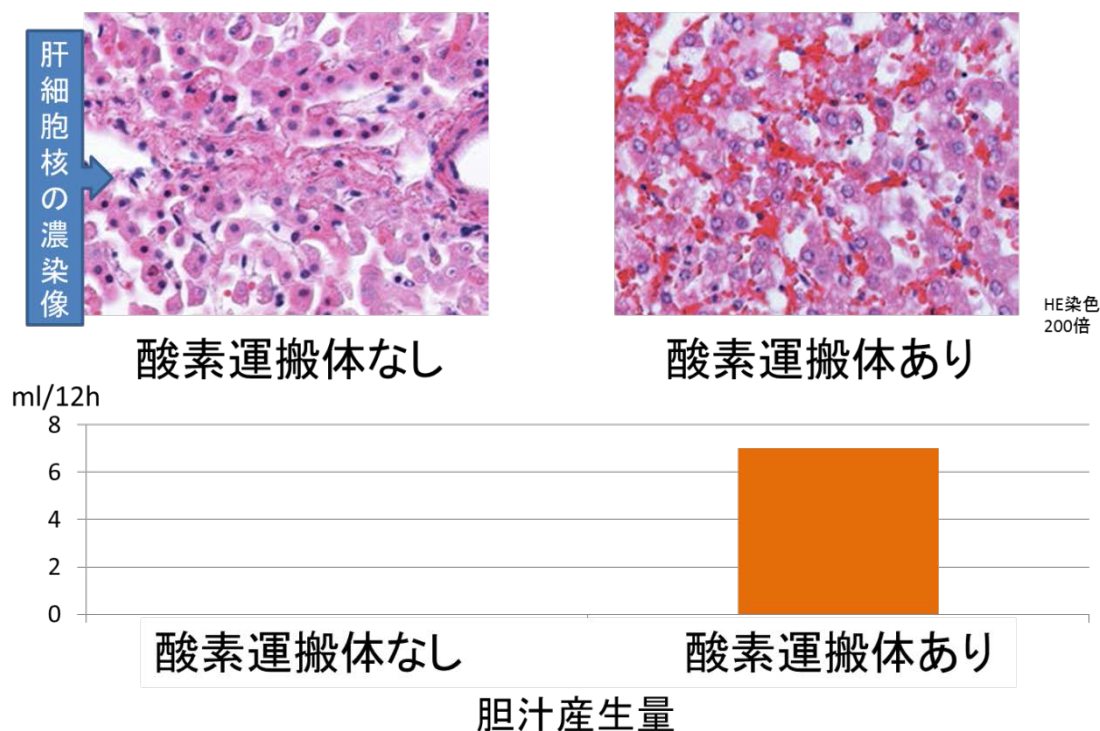 肝細胞核の濃染像
HE染色
200倍
酸素運搬体なし
酸素運搬体あり
ml/12h
8
6
4
2
0
酸素運搬体なし
酸素運搬体あり
胆汁産生量